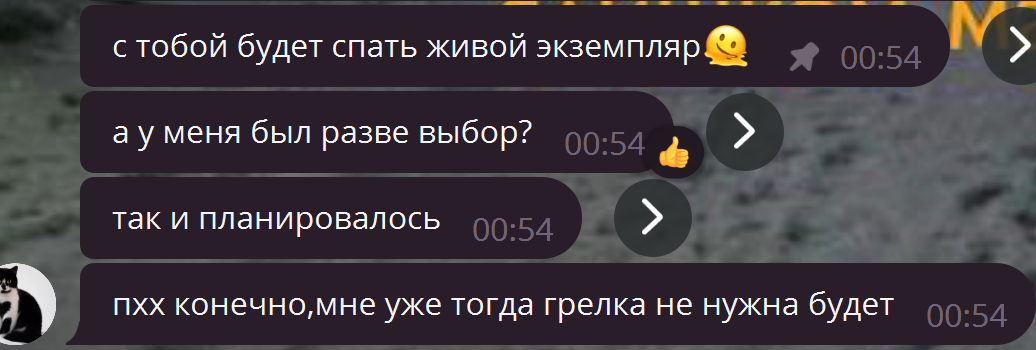 с тобой будет спать живой экземпляр🫠 00:54
а у меня был разве выбор? 00:54
👍
так и планировалось 00:54
пхх конечно,мне уже тогда грелка не нужна будет 00:54